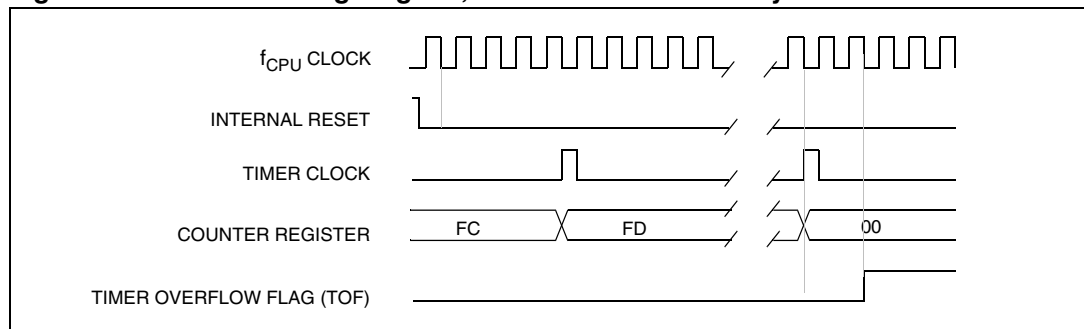 f_CPU CLOCK
INTERNAL RESET
TIMER CLOCK
COUNTER REGISTER FC FD 00
TIMER OVERFLOW FLAG (TOF)